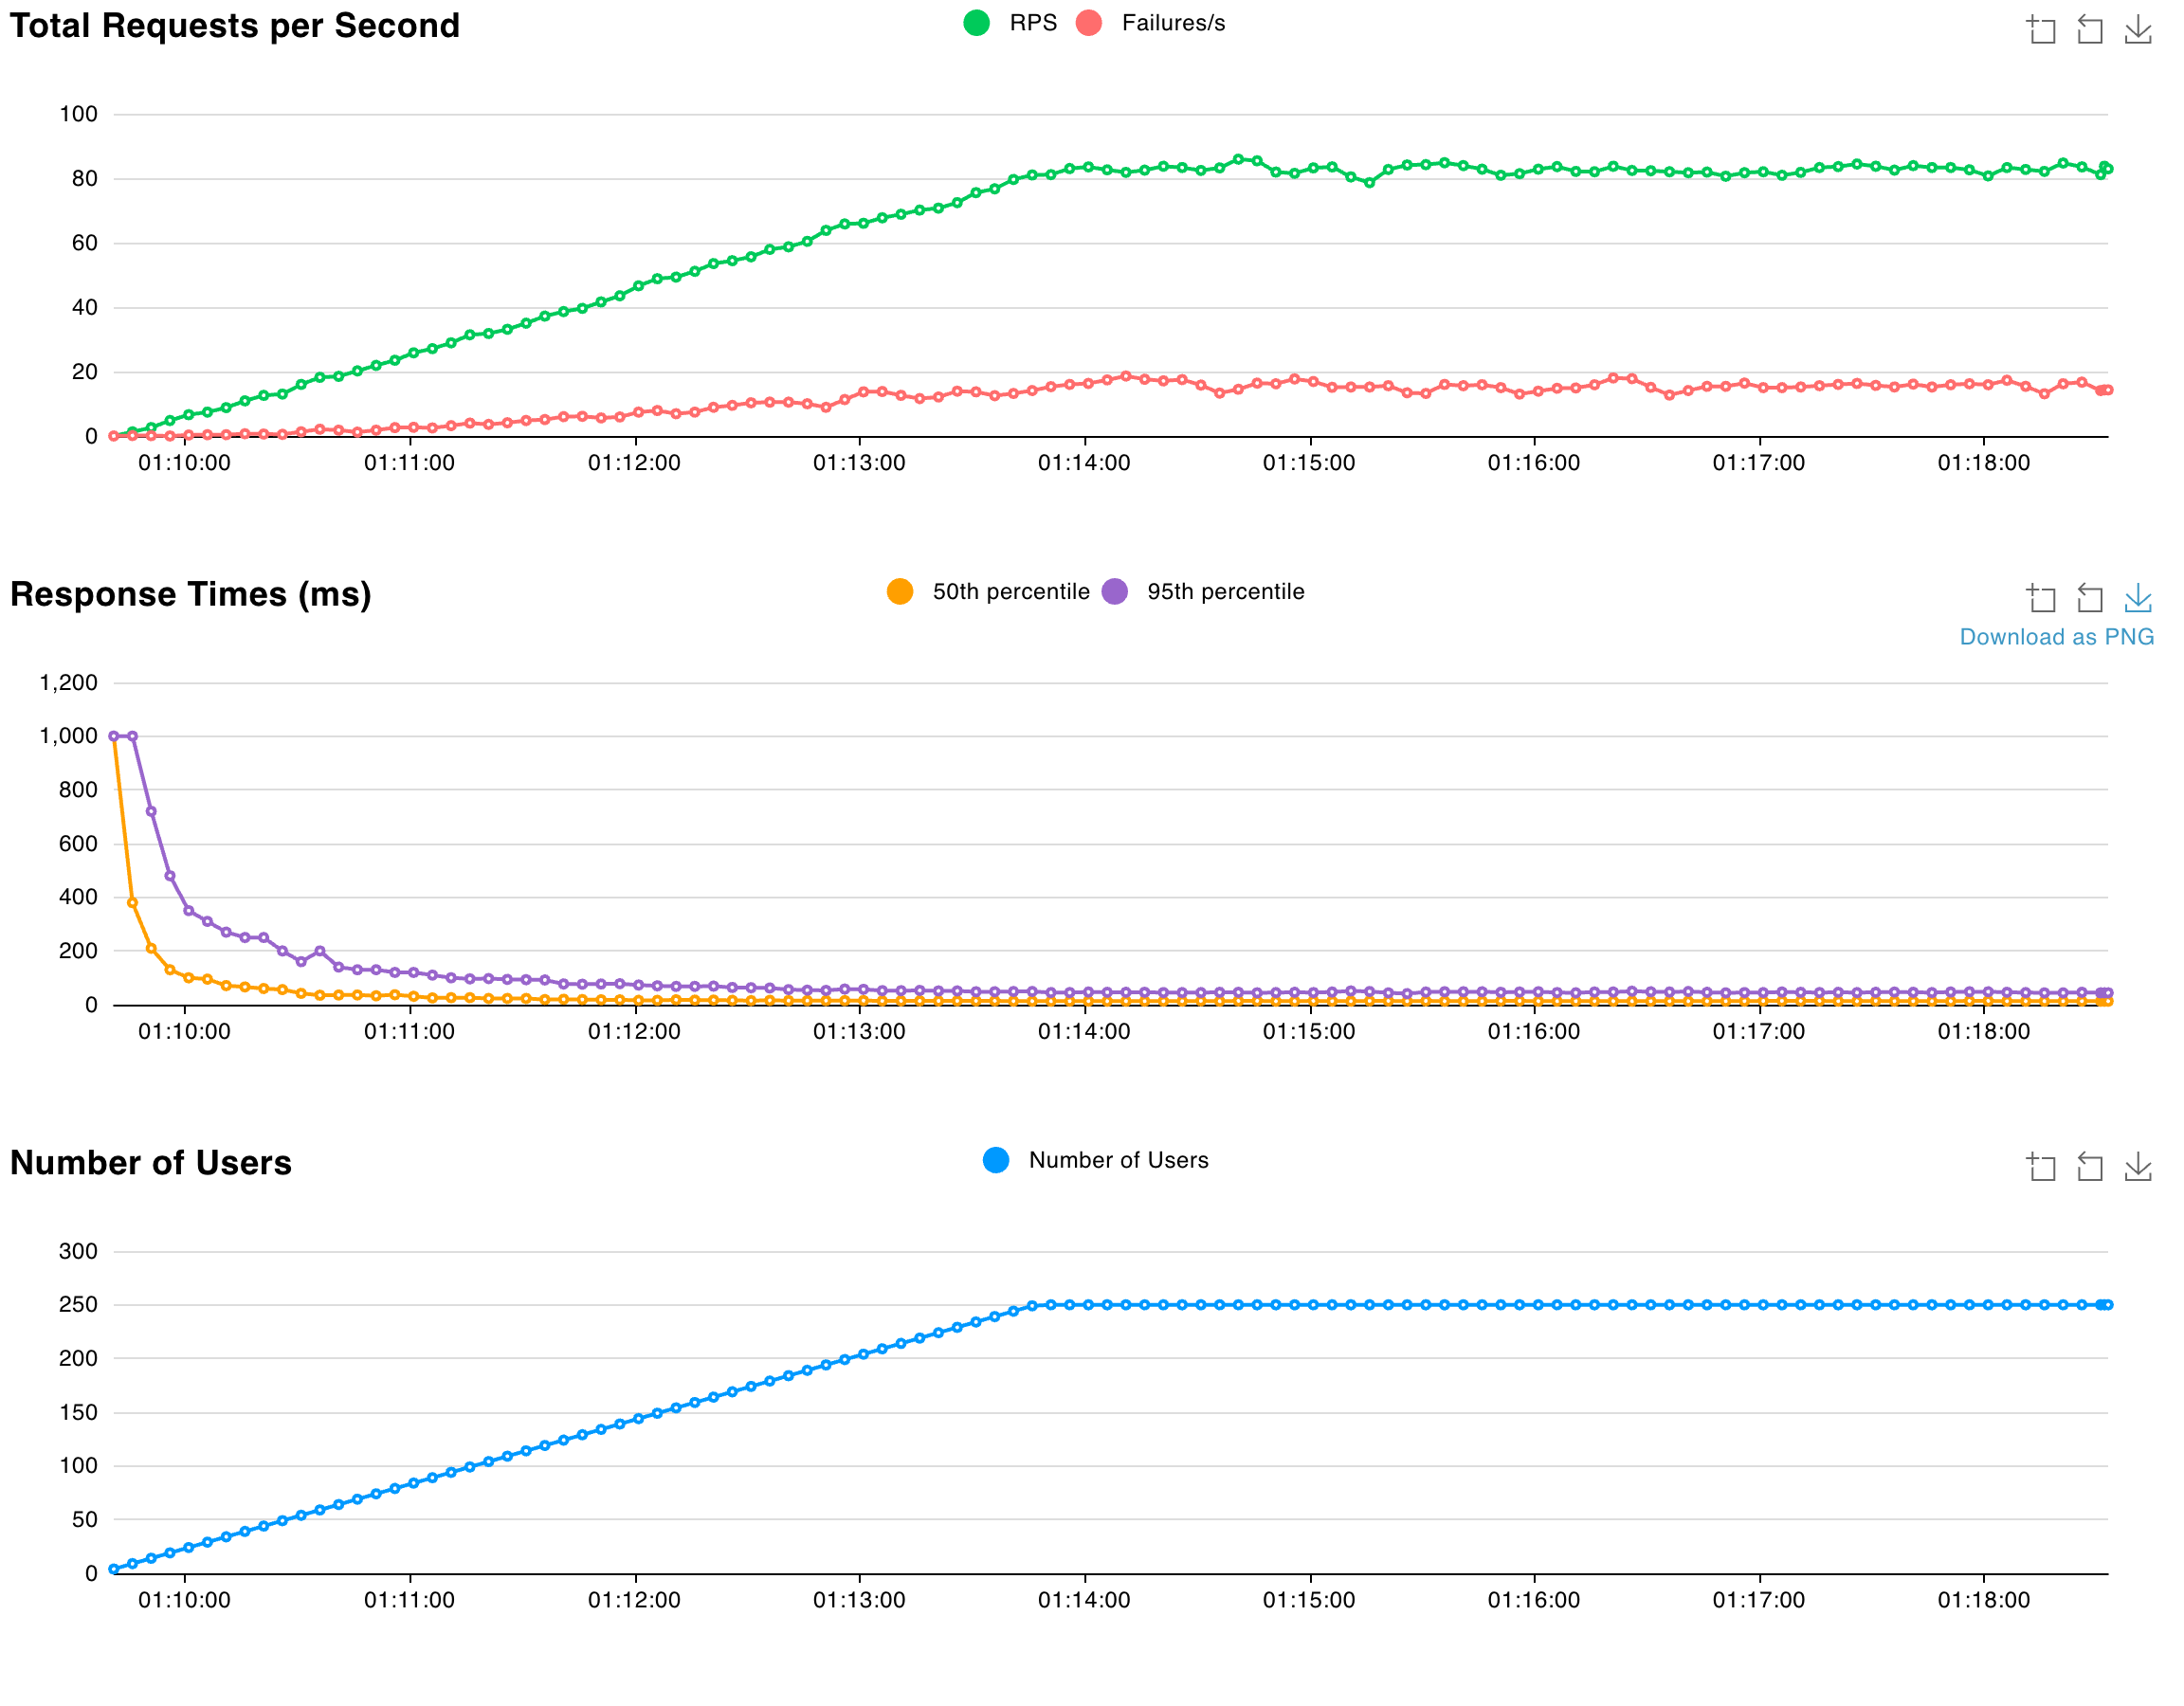 Total Requests per Second
RPS Failures/s
100
80
60
40
20
0
01:10:00 01:11:00 01:12:00 01:13:00 01:14:00 01:15:00 01:16:00 01:17:00 01:18:00
Response Times (ms)
50th percentile 95th percentile
Download as PNG
1,200
1,000
800
600
400
200
0
01:10:00 01:11:00 01:12:00 01:13:00 01:14:00 01:15:00 01:16:00 01:17:00 01:18:00
Number of Users
Number of Users
300
250
200
150
100
50
0
01:10:00 01:11:00 01:12:00 01:13:00 01:14:00 01:15:00 01:16:00 01:17:00 01:18:00